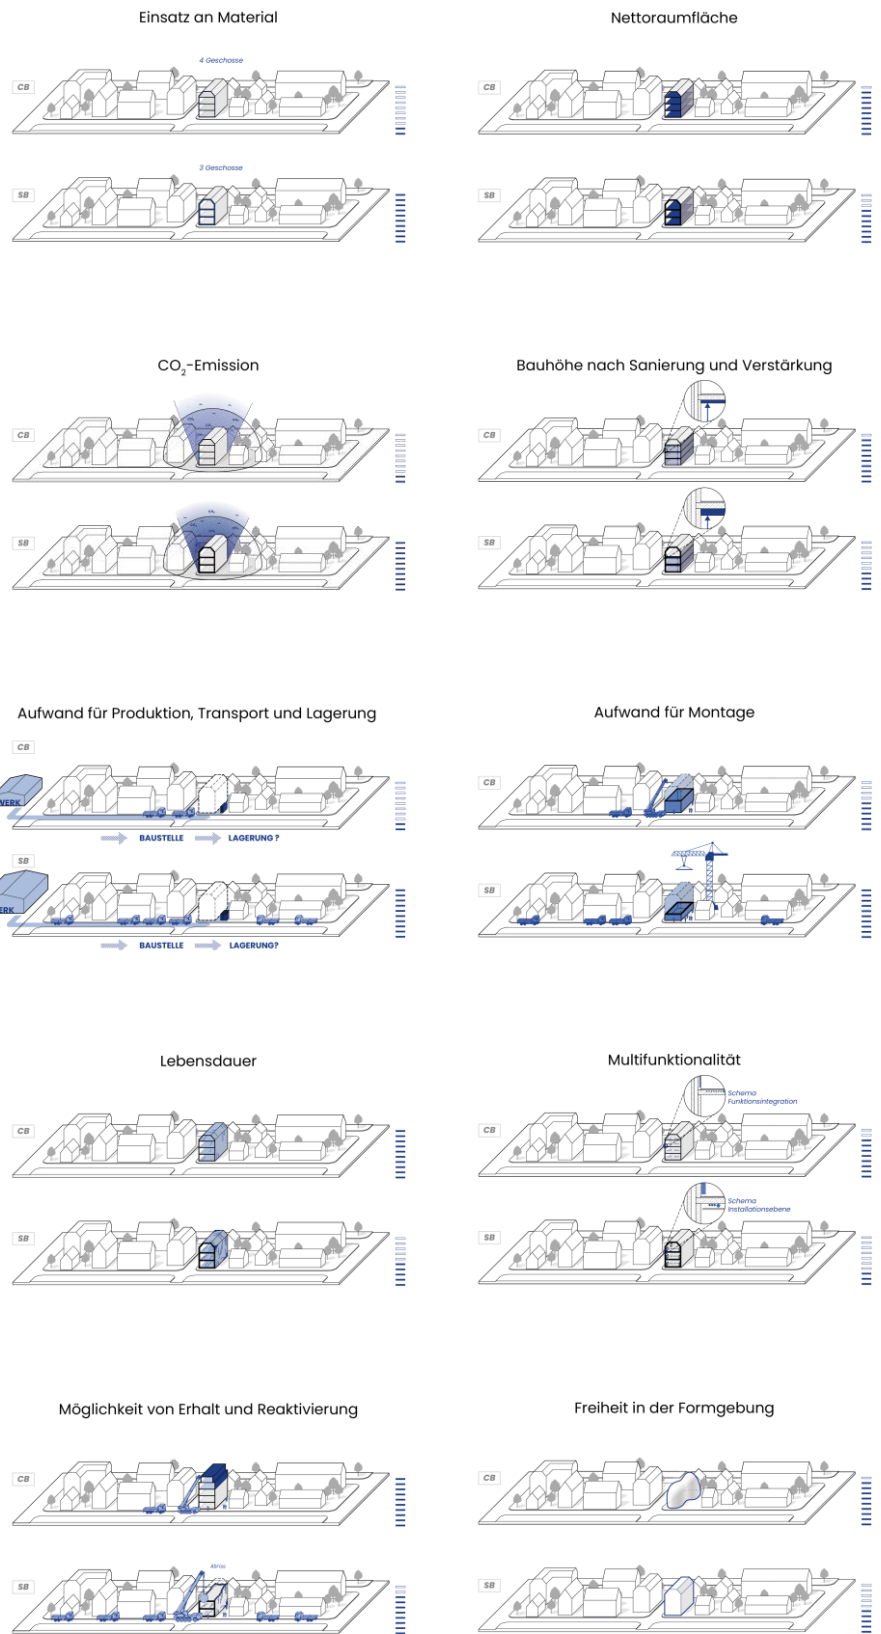 Einsatz an Material
4 Geschosse
CB
3 Geschosse
SB
Nettoraumfläche
CB
SB
CO2-Emission
CB
SB
Bauhöhe nach Sanierung und Verstärkung
CB
SB
Aufwand für Produktion, Transport und Lagerung
CB
WERK
BAUSTELLE LAGERUNG ?
SB
ERK
BAUSTELLE LAGERUNG?
Aufwand für Montage
CB
SB
Lebensdauer
CB
SB
Multifunktionalität
Schema
Funktionsintegration
CB
Schema
Installationsebene
SB
Möglichkeit von Erhalt und Reaktivierung
CB
Abriss
SB
Freiheit in der Formgebung
CB
SB